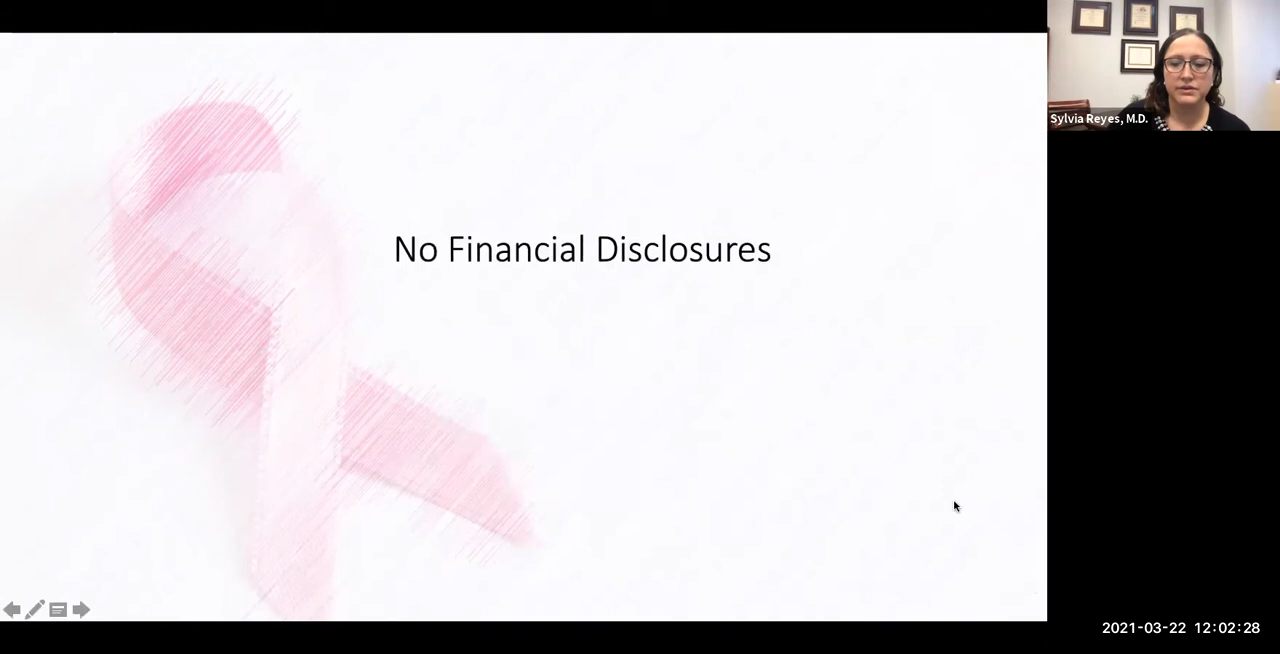 No Financial Disclosures
Sylvia Reyes, M.D.
2021-03-22 12:02:28